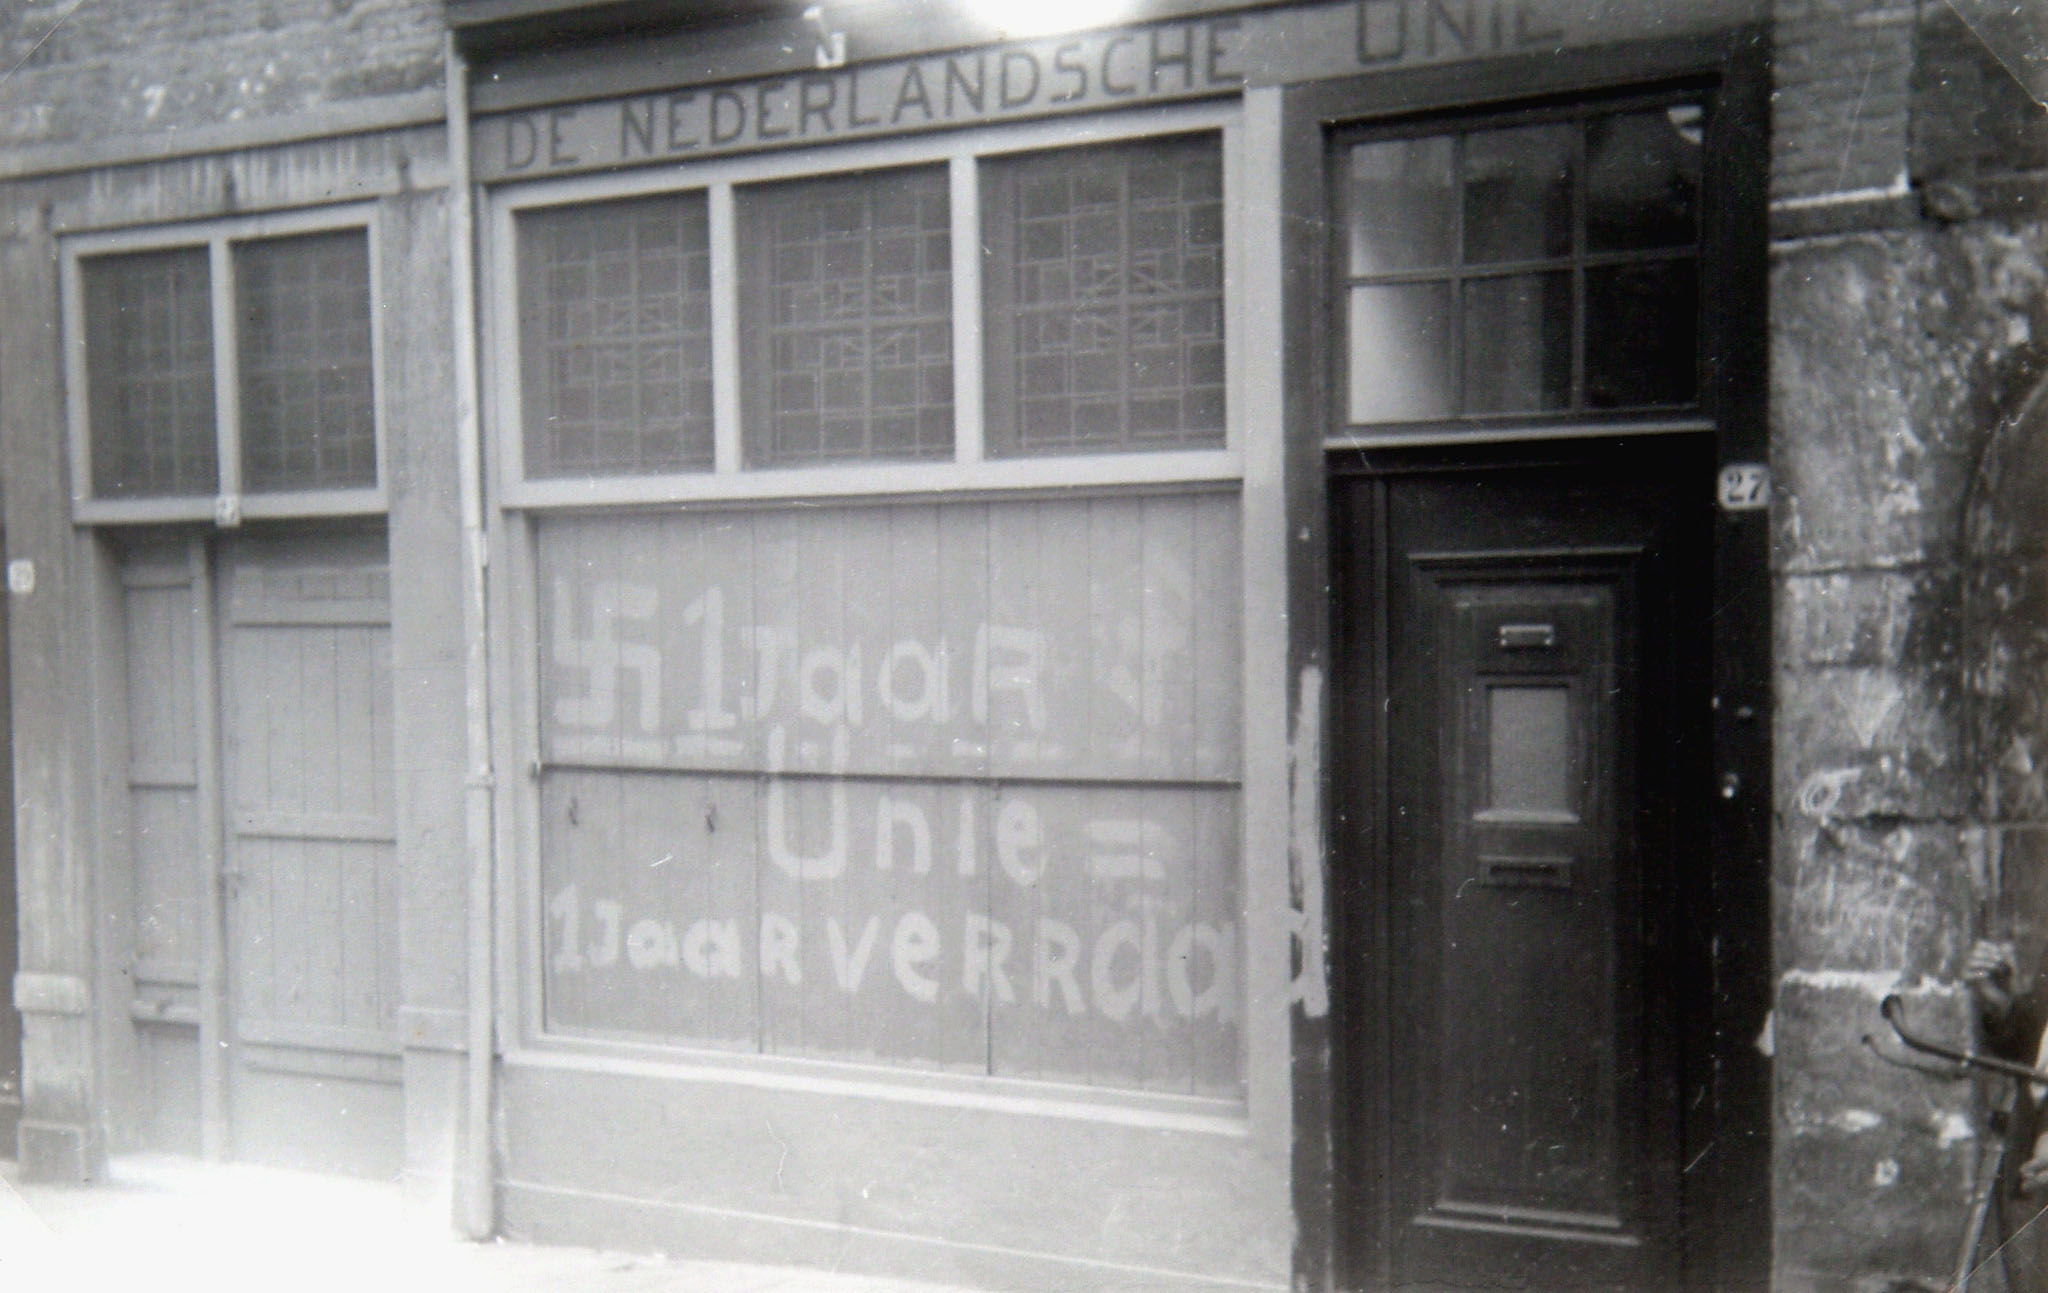 DE NEDERLANDSCHE UNIE
27
1 Jaar
Unie =
1 Jaar verraad